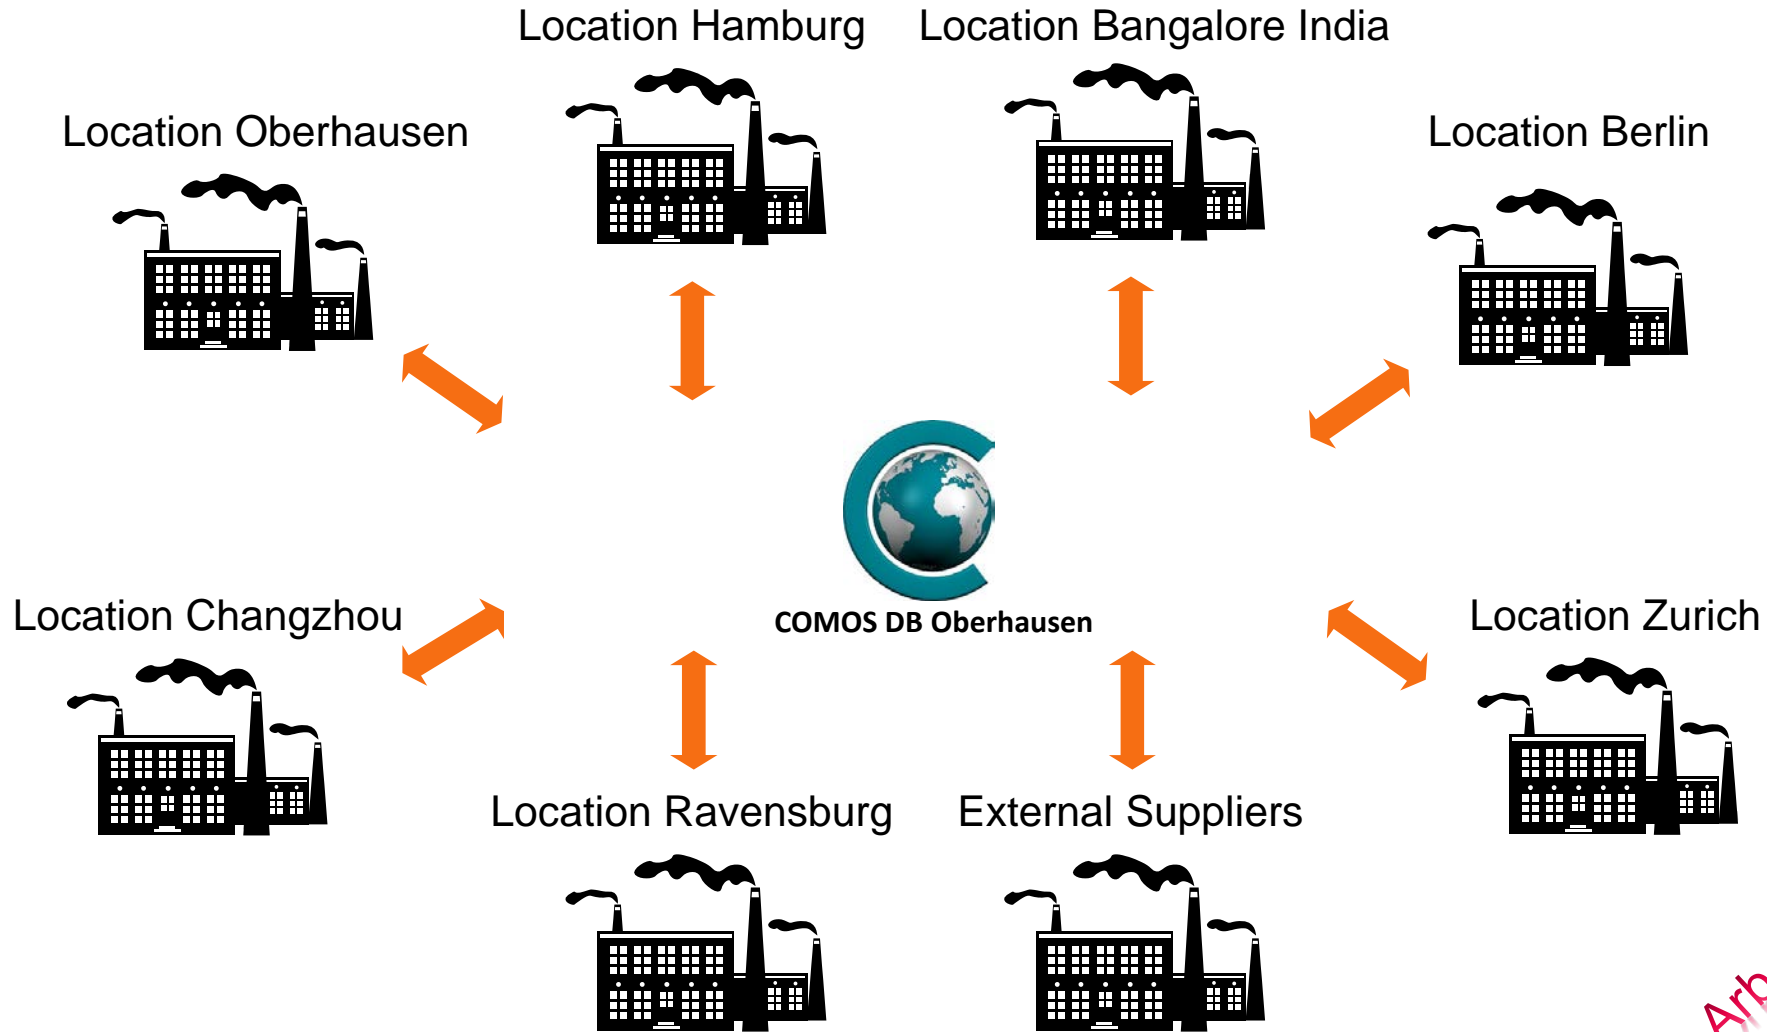 Location Hamburg
Location Bangalore India
Location Oberhausen
Location Berlin
COMOS DB Oberhausen
Location Changzhou
Location Zurich
Location Ravensburg
External Suppliers